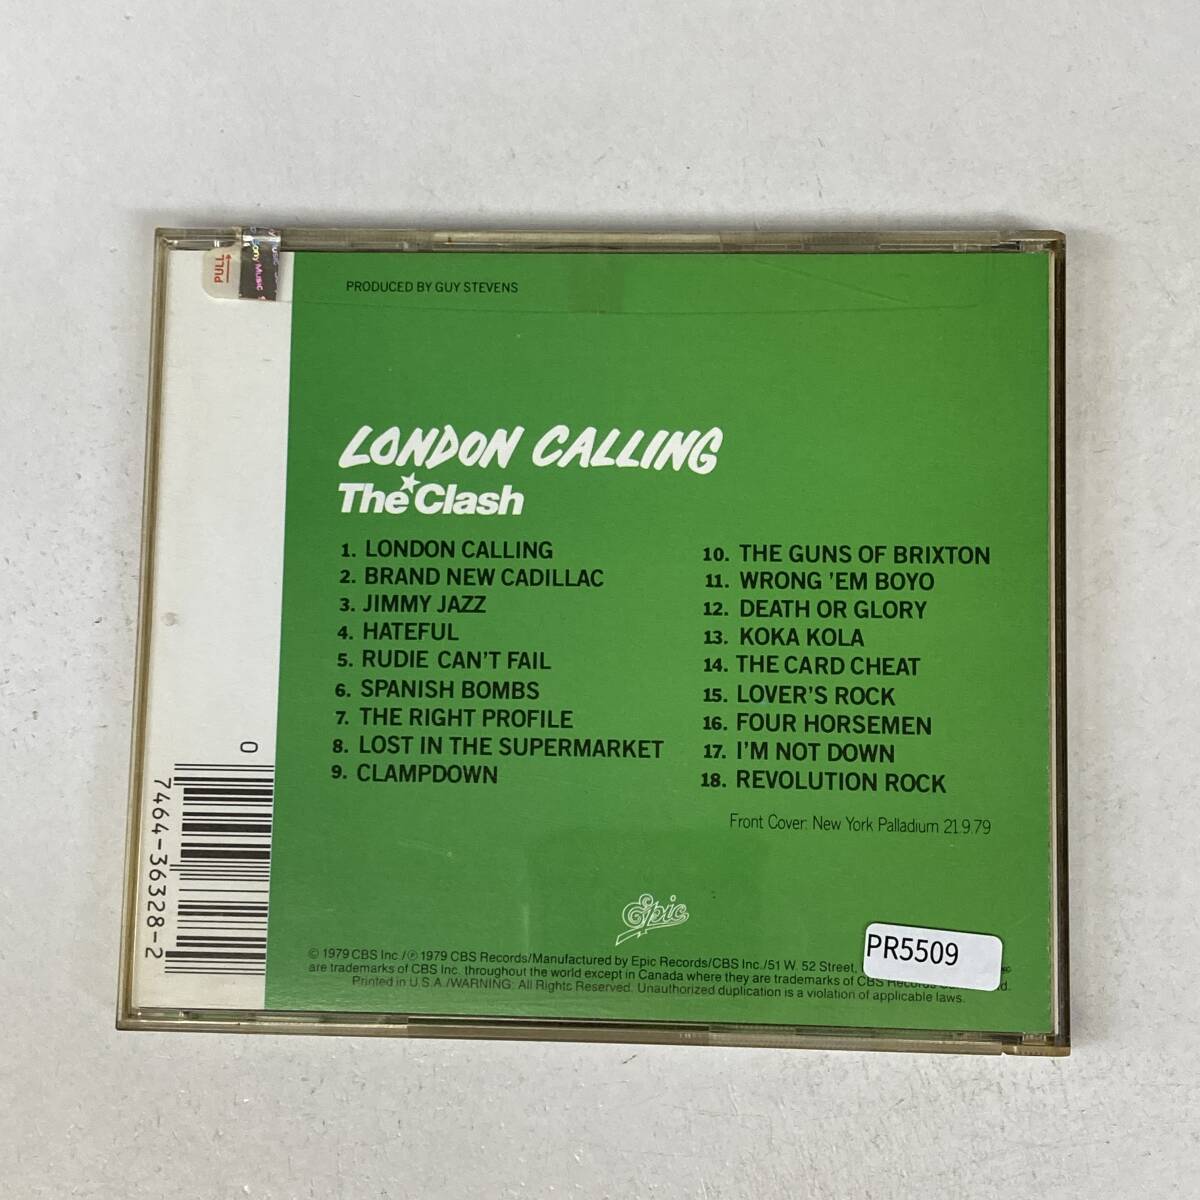 PULL
Sony Music
PRODUCED BY GUY STEVENS
LONDON CALLING
The Clash
1. LONDON CALLING
2. BRAND NEW CADILLAC
3. JIMMY JAZZ
4. HATEFUL
5. RUDIE CAN'T FAIL
6. SPANISH BOMBS
7. THE RIGHT PROFILE
8. LOST IN THE SUPERMARKET
9. CLAMPDOWN
10. THE GUNS OF BRIXTON
11. WRONG 'EM BOYO
12. DEATH OR GLORY
13. KOKA KOLA
14. THE CARD CHEAT
15. LOVER'S ROCK
16. FOUR HORSEMEN
17. I'M NOT DOWN
18. REVOLUTION ROCK
Front Cover: New York Palladium 21.9.79
0
7464-36328-2
Epic
PR5509
© 1979 CBS Inc./℗ 1979 CBS Records/Manufactured by Epic Records/CBS Inc./51 W. 52 Street,
are trademarks of CBS Inc. throughout the world except in Canada where they are trademarks of CBS Records
Printed in U.S.A./WARNING: All Rights Reserved. Unauthorized duplication is a violation of applicable laws.